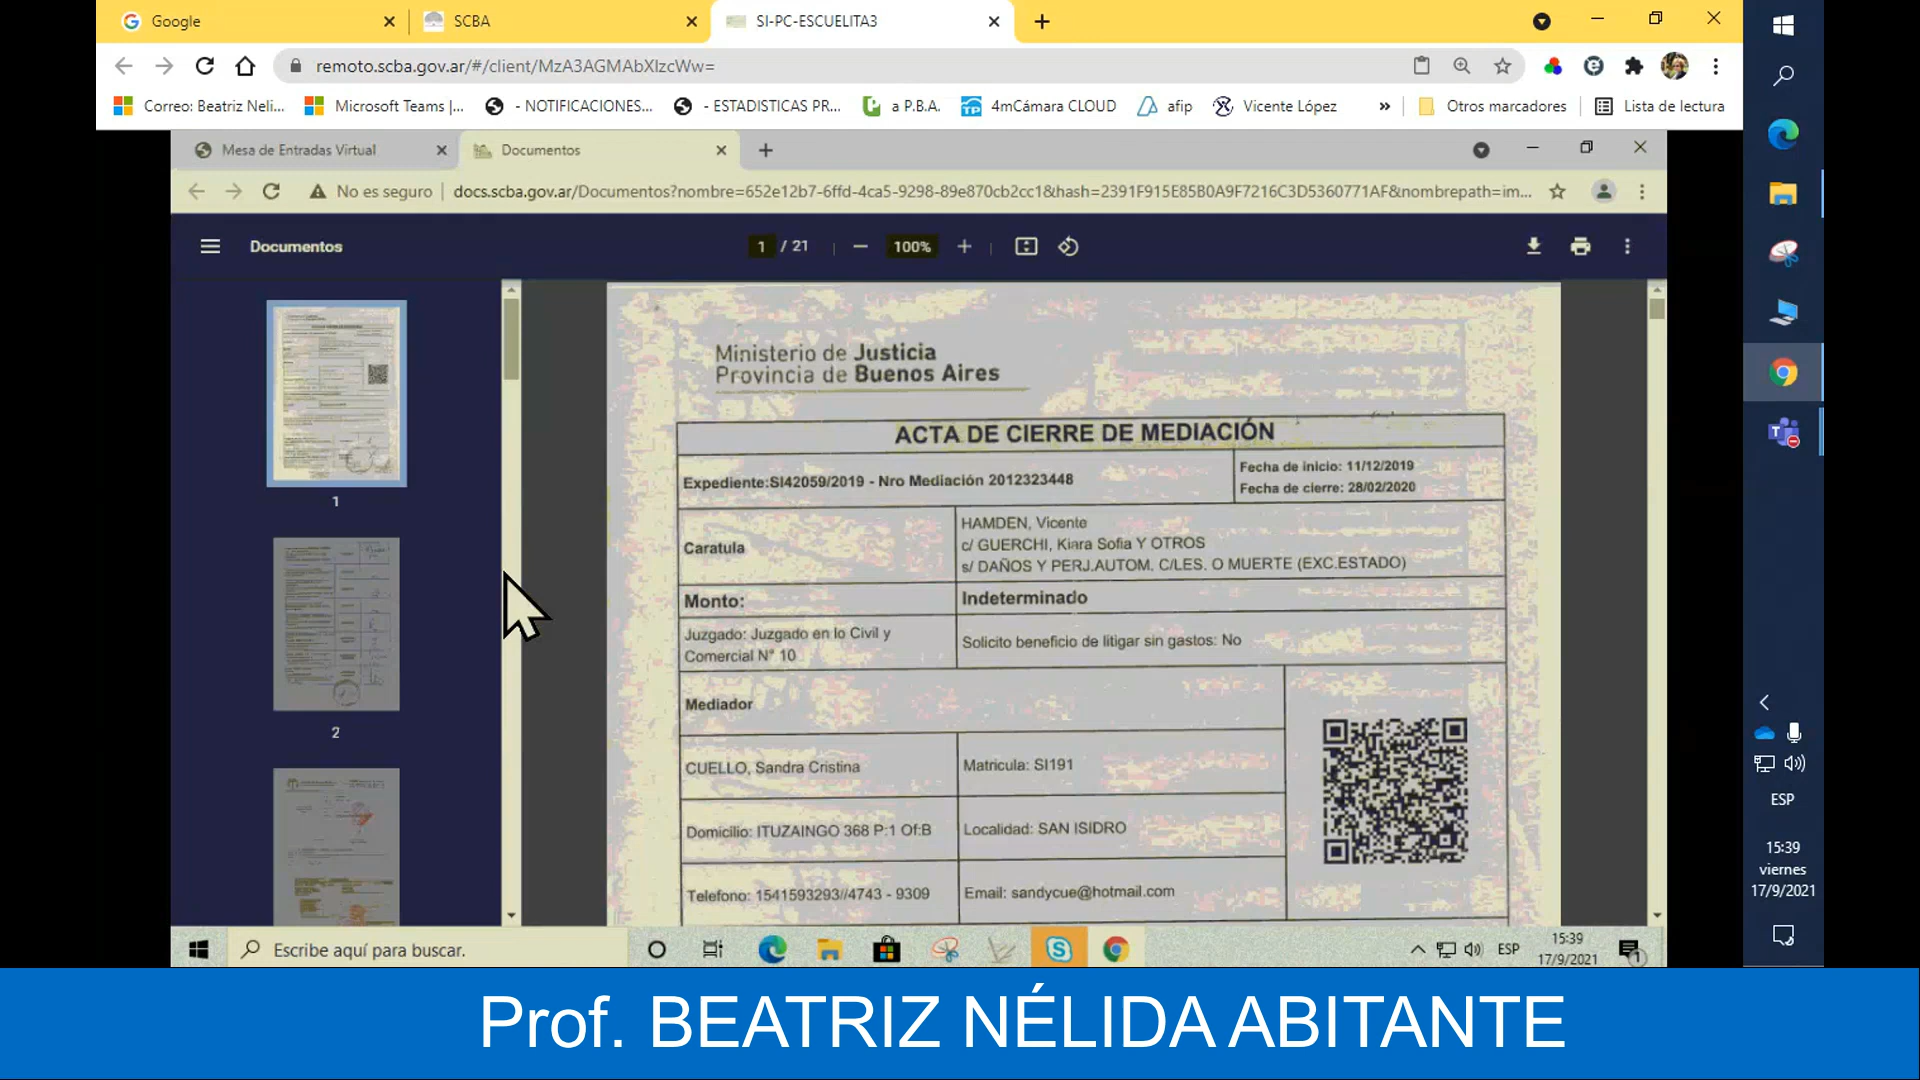 Google
SCBA
SI-PC-ESCUELITA3
remoto.scba.gov.ar/#/client/MzA3AGMAbXIzcWw=
Correo: Beatriz Neli...
Microsoft Teams |...
- NOTIFICACIONES...
- ESTADISTICAS PR...
a P.B.A.
4mCámara CLOUD
afip
Vicente López
»
Otros marcadores
Lista de lectura
Mesa de Entradas Virtual
Documentos
No es seguro
docs.scba.gov.ar/Documentos?nombre=652e12b7-6ffd-4ca5-9298-89e870cb2cc1&hash=2391F915E85B0A9F7216C3D5360771AF&nombrepath=im...
Documentos
1 / 21
100%
1
2
Ministerio de Justicia
Provincia de Buenos Aires
ACTA DE CIERRE DE MEDIACIÓN
Expediente:SI42059/2019 - Nro Mediación 2012323448
Fecha de inicio: 11/12/2019
Fecha de cierre: 28/02/2020
Caratula
HAMDEN, Vicente
c/ GUERCHI, Kiara Sofia Y OTROS
s/ DAÑOS Y PERJ.AUTOM. C/LES. O MUERTE (EXC.ESTADO)
Monto:
Indeterminado
Juzgado: Juzgado en lo Civil y
Comercial N° 10
Solicito beneficio de litigar sin gastos: No
Mediador
CUELLO, Sandra Cristina
Matricula: SI191
Domicilio: ITUZAINGO 368 P:1 Of:B
Localidad: SAN ISIDRO
Telefono: 1541593293//4743 - 9309
Email: sandycue@hotmail.com
Escribe aquí para buscar.
ESP
15:39
17/9/2021
1
ESP
15:39
viernes
17/9/2021
Prof. BEATRIZ NÉLIDA ABITANTE